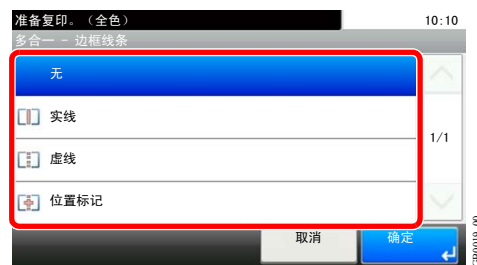 准备复印。（全色）
10:10
多合一 - 边框线条
无
实线
1/1
虚线
位置标记
取消
确定